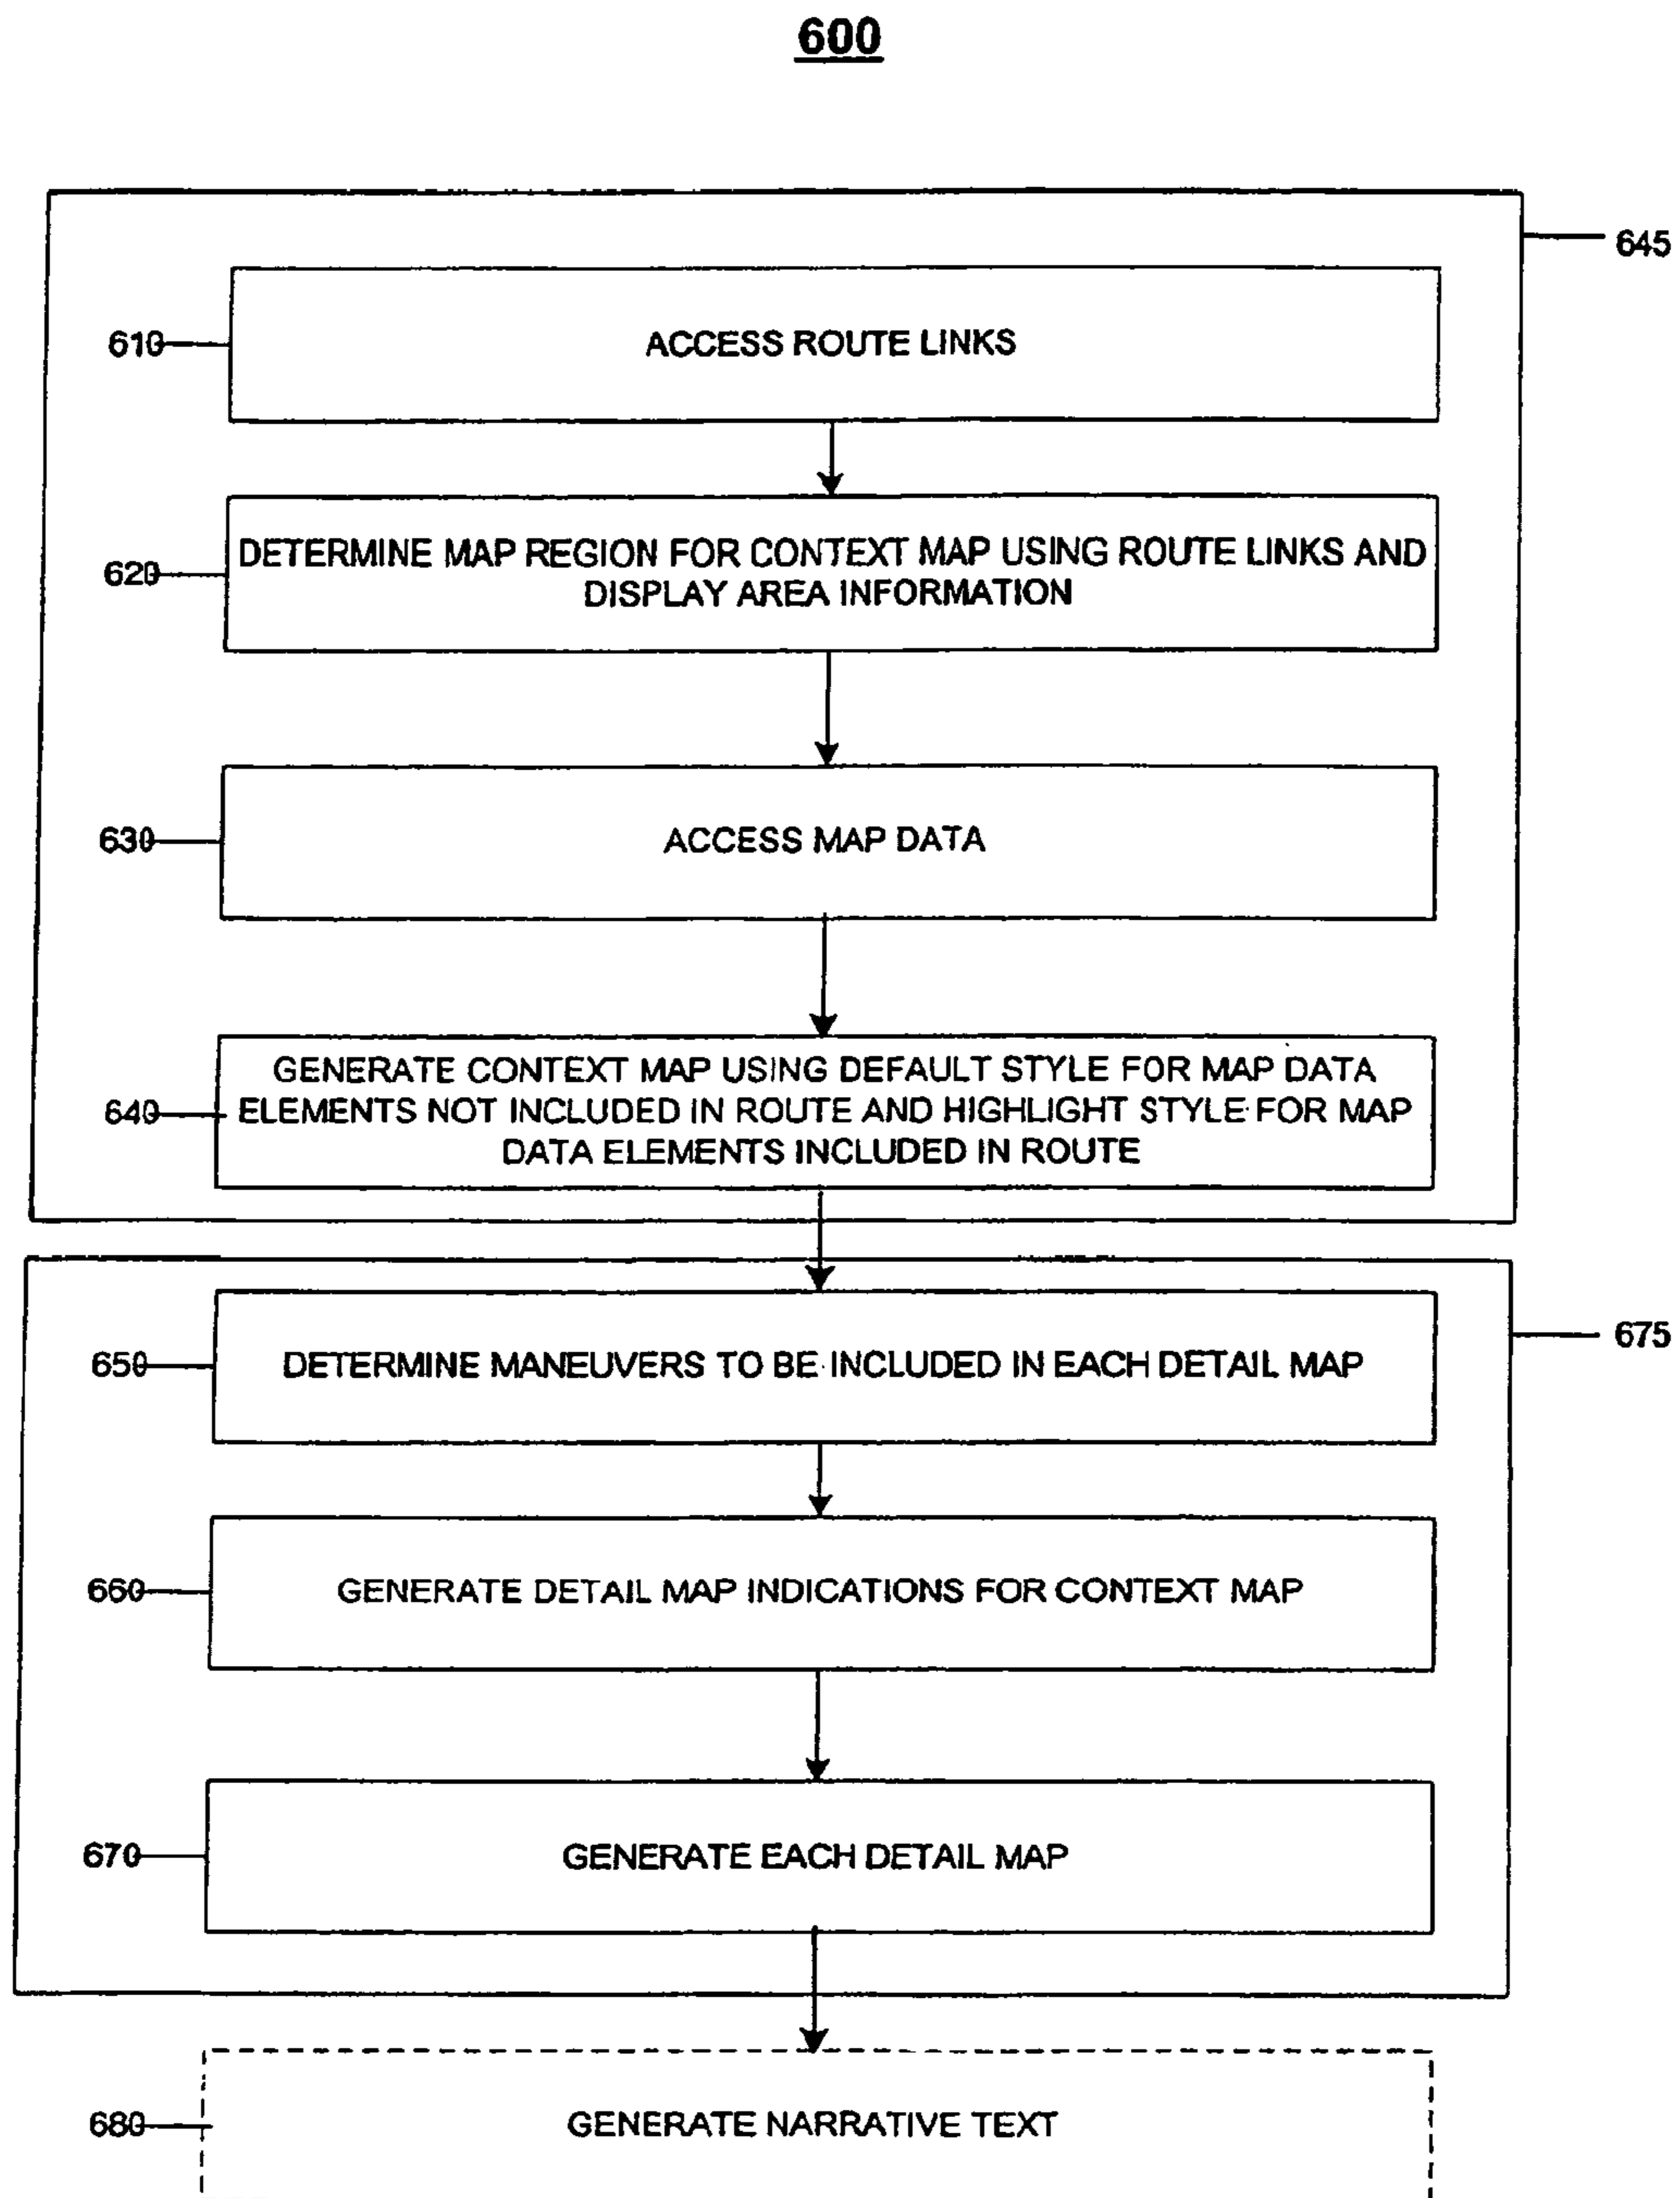 600
645
610
ACCESS ROUTE LINKS
620
DETERMINE MAP REGION FOR CONTEXT MAP USING ROUTE LINKS AND
DISPLAY AREA INFORMATION
630
ACCESS MAP DATA
640
GENERATE CONTEXT MAP USING DEFAULT STYLE FOR MAP DATA
ELEMENTS NOT INCLUDED IN ROUTE AND HIGHLIGHT STYLE FOR MAP
DATA ELEMENTS INCLUDED IN ROUTE
675
650
DETERMINE MANEUVERS TO BE INCLUDED IN EACH DETAIL MAP
660
GENERATE DETAIL MAP INDICATIONS FOR CONTEXT MAP
670
GENERATE EACH DETAIL MAP
680
GENERATE NARRATIVE TEXT